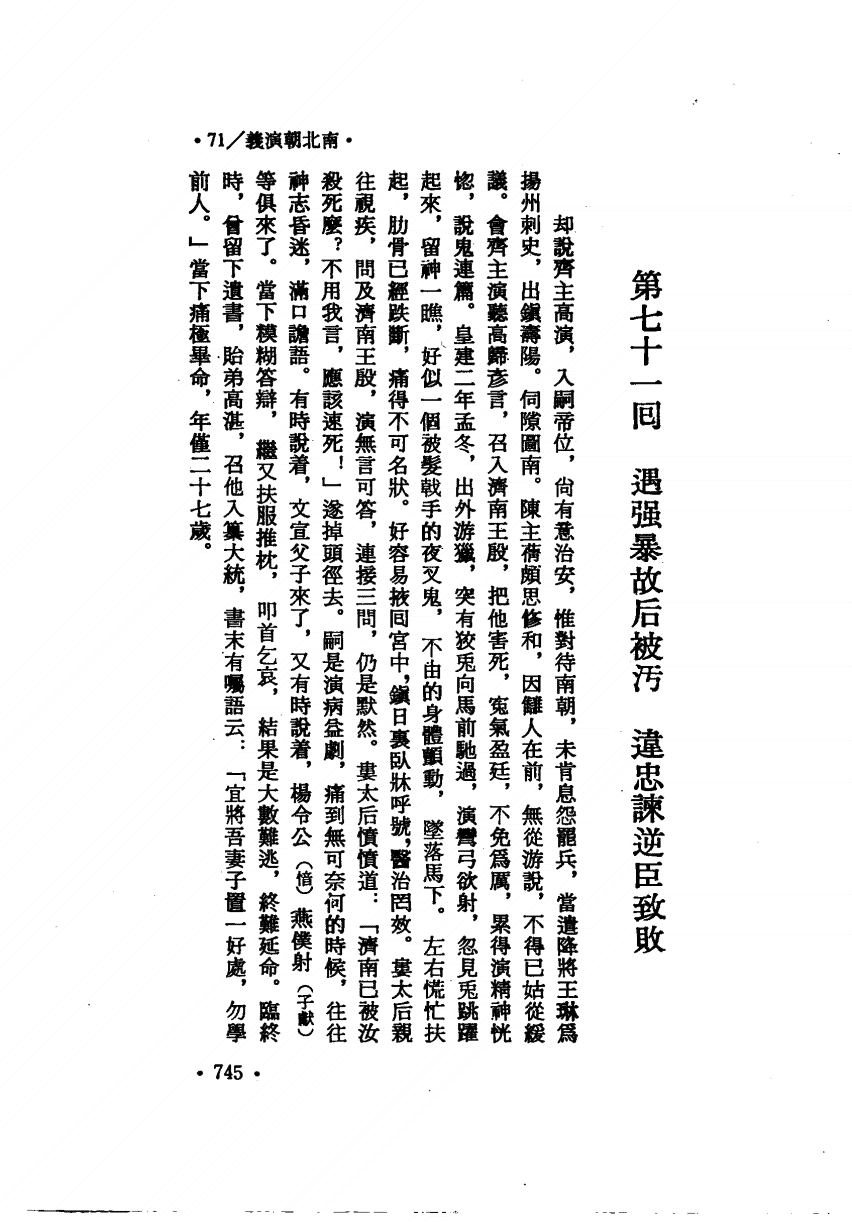 ·南北朝演義/71·
第七十一回　遇强暴故后被污　違忠諫逆臣致敗
却說齊主高演，入嗣帝位，尙有意治安，惟對待南朝，未肯息怨罷兵，當遣降將王琳爲
揚州刺史，出鎭壽陽。伺隙圖南。陳主蒨頗思修和，因讎人在前，無從游說，不得已姑從緩
議。會齊主演聽高歸彥言，召入濟南王殷，把他害死，寃氣盈廷，不免爲厲，累得演精神恍
惚，說鬼連篇。皇建二年孟冬，出外游獵，突有狡兎向馬前馳過，演彎弓欲射，忽見兎跳躍
起來，留神一瞧，好似一個被髮戟手的夜叉鬼，不由的身體顫動，墜落馬下。左右慌忙扶
起，肋骨已經跌斷，痛得不可名狀。好容易掖回宮中，鎭日裏臥牀呼號，醫治罔效。婁太后親
往視疾，問及濟南王殷，演無言可答，連接三問，仍是默然。婁太后憤憤道：「濟南已被汝
殺死麼？不用我言，應該速死！」遂掉頭徑去。嗣是演病益劇，痛到無可奈何的時候，往往
神志昏迷，滿口譫語。有時說着，文宣父子來了，又有時說着，楊令公（愔）燕僕射（子獻）
等俱來了。當下糢糊答辯，繼又扶服推枕，叩首乞哀，結果是大數難逃，終難延命。臨終
時，曾留下遺書，貽弟高湛，召他入纂大統，書末有囑語云：「宜將吾妻子置一好處，勿學
前人。」當下痛極畢命，年僅二十七歲。
·745·